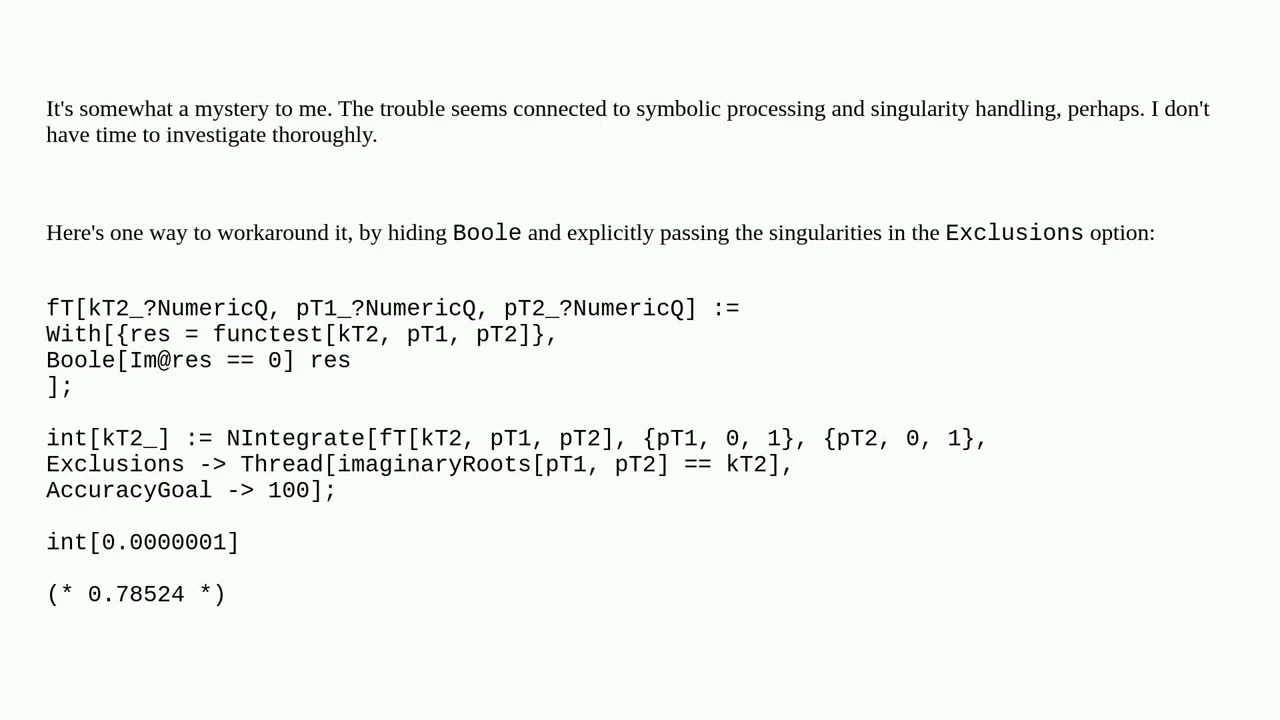 It's somewhat a mystery to me. The trouble seems connected to symbolic processing and singularity handling, perhaps. I don't
have time to investigate thoroughly.
Here's one way to workaround it, by hiding Boole and explicitly passing the singularities in the Exclusions option:
fT[kT2_?NumericQ, pT1_?NumericQ, pT2_?NumericQ] :=
With[{res = functest[kT2, pT1, pT2]},
Boole[Im@res == 0] res
];
int[kT2_] := NIntegrate[fT[kT2, pT1, pT2], {pT1, 0, 1}, {pT2, 0, 1},
Exclusions -> Thread[imaginaryRoots[pT1, pT2] == kT2],
AccuracyGoal -> 100];
int[0.0000001]
(* 0.78524 *)